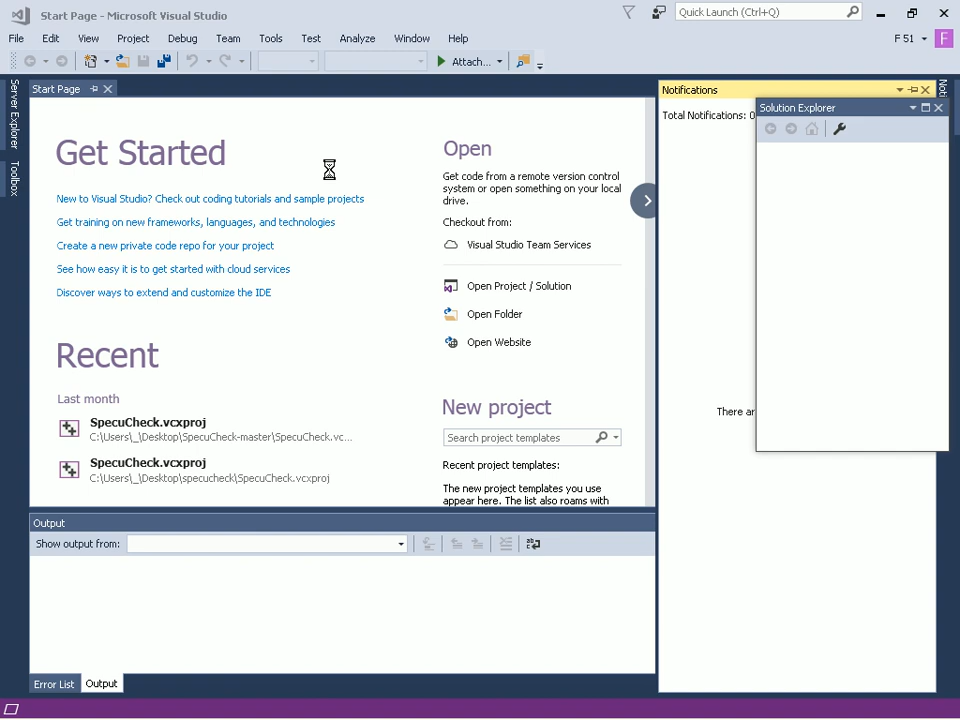 Start Page - Microsoft Visual Studio
Quick Launch (Ctrl+Q)
File Edit View Project Debug Team Tools Test Analyze Window Help
F 51
F
Attach...
Server Explorer
Toolbox
Start Page
Get Started
New to Visual Studio? Check out coding tutorials and sample projects
Get training on new frameworks, languages, and technologies
Create a new private code repo for your project
See how easy it is to get started with cloud services
Discover ways to extend and customize the IDE
Recent
Last month
SpecuCheck.vcxproj
C:\Users\_\Desktop\SpecuCheck-master\SpecuCheck.vc...
SpecuCheck.vcxproj
C:\Users\_\Desktop\specucheck\SpecuCheck.vcxproj
Open
Get code from a remote version control
system or open something on your local
drive.
Checkout from:
Visual Studio Team Services
Open Project / Solution
Open Folder
Open Website
New project
Search project templates
Recent project templates:
The new project templates you use
appear here. The list also roams with
Notifications
Total Notifications: 0
There ar
Solution Explorer
Noti
Output
Show output from:
Error List
Output